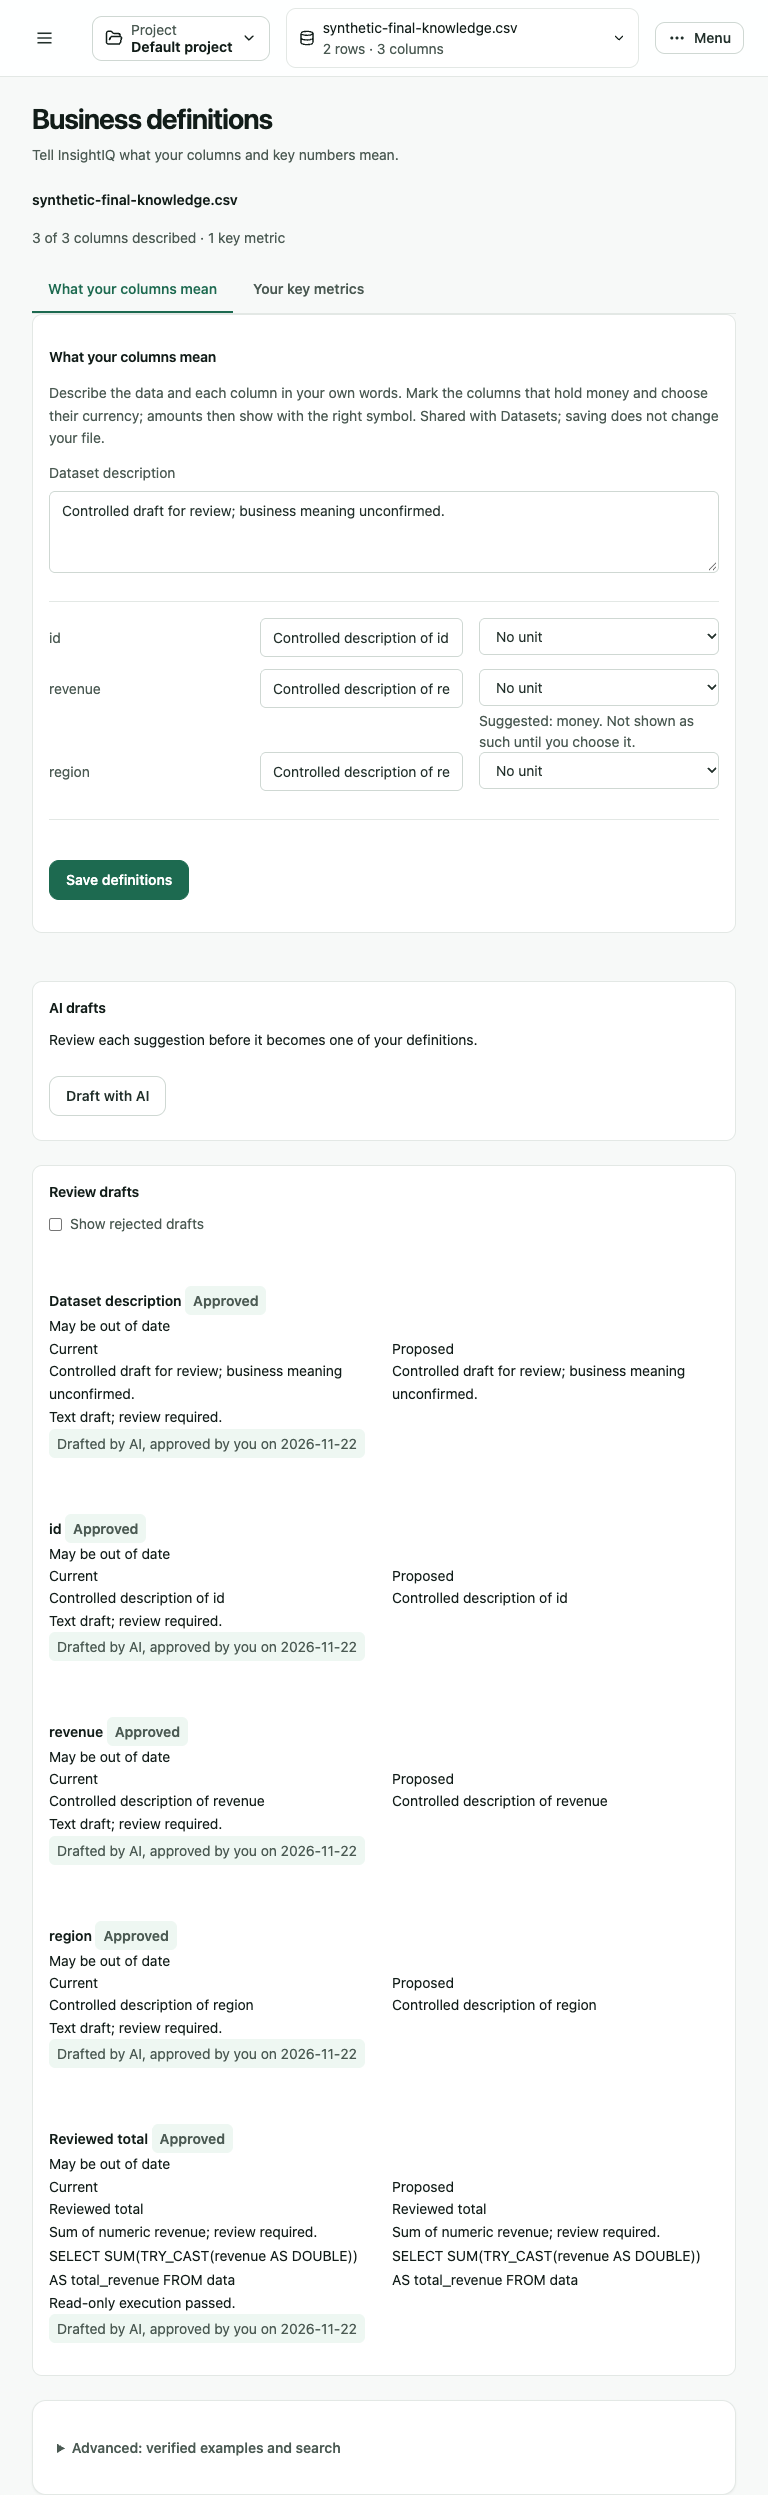 Project
Default project
synthetic-final-knowledge.csv
2 rows · 3 columns
Menu
Business definitions
Tell InsightIQ what your columns and key numbers mean.
synthetic-final-knowledge.csv
3 of 3 columns described · 1 key metric
What your columns mean
Your key metrics
What your columns mean
Describe the data and each column in your own words. Mark the columns that hold money and choose
their currency; amounts then show with the right symbol. Shared with Datasets; saving does not change
your file.
Dataset description
Controlled draft for review; business meaning unconfirmed.
id
Controlled description of id
No unit
revenue
Controlled description of re
No unit
Suggested: money. Not shown as
such until you choose it.
region
Controlled description of re
No unit
Save definitions
AI drafts
Review each suggestion before it becomes one of your definitions.
Draft with AI
Review drafts
Show rejected drafts
Dataset description Approved
May be out of date
Current
Controlled draft for review; business meaning
unconfirmed.
Proposed
Controlled draft for review; business meaning
unconfirmed.
Text draft; review required.
Drafted by AI, approved by you on 2026-11-22
id Approved
May be out of date
Current
Controlled description of id
Proposed
Controlled description of id
Text draft; review required.
Drafted by AI, approved by you on 2026-11-22
revenue Approved
May be out of date
Current
Controlled description of revenue
Proposed
Controlled description of revenue
Text draft; review required.
Drafted by AI, approved by you on 2026-11-22
region Approved
May be out of date
Current
Controlled description of region
Proposed
Controlled description of region
Text draft; review required.
Drafted by AI, approved by you on 2026-11-22
Reviewed total Approved
May be out of date
Current
Reviewed total
Sum of numeric revenue; review required.
SELECT SUM(TRY_CAST(revenue AS DOUBLE))
AS total_revenue FROM data
Proposed
Reviewed total
Sum of numeric revenue; review required.
SELECT SUM(TRY_CAST(revenue AS DOUBLE))
AS total_revenue FROM data
Read-only execution passed.
Drafted by AI, approved by you on 2026-11-22
Advanced: verified examples and search